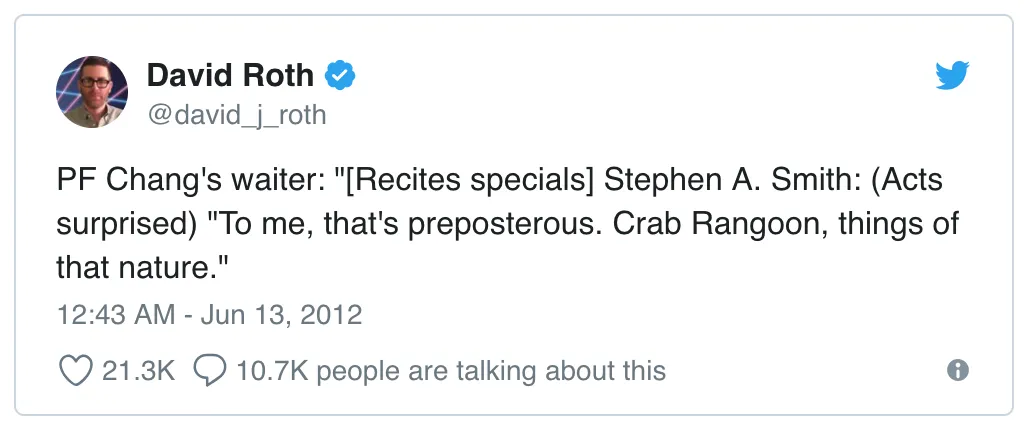 David Roth
@david_j_roth
PF Chang's waiter: "[Recites specials] Stephen A. Smith: (Acts
surprised) "To me, that's preposterous. Crab Rangoon, things of
that nature."
12:43 AM - Jun 13, 2012
21.3K 10.7K people are talking about this